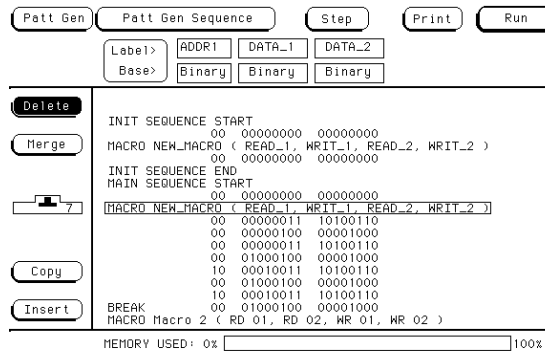 Patt Gen Patt Gen Sequence Step Print Run
Label> ADDR1 DATA_1 DATA_2
Base> Binary Binary Binary
Delete
INIT SEQUENCE START
00 00000000 00000000
Merge MACRO NEW_MACRO ( READ_1, WRIT_1, READ_2, WRIT_2 )
00 00000000 00000000
INIT SEQUENCE END
MAIN SEQUENCE START
00 00000000 00000000
7 MACRO NEW_MACRO ( READ_1, WRIT_1, READ_2, WRIT_2 )
00 00000011 10100110
00 00000100 00001000
00 00000011 10100110
00 01000100 00001000
Copy 10 00010011 10100110
10 01000100 00001000
10 00010011 10100110
Insert BREAK 00 01000100 00001000
MACRO Macro 2 ( RD 01, RD 02, WR 01, WR 02 )
MEMORY USED: 0% 100%